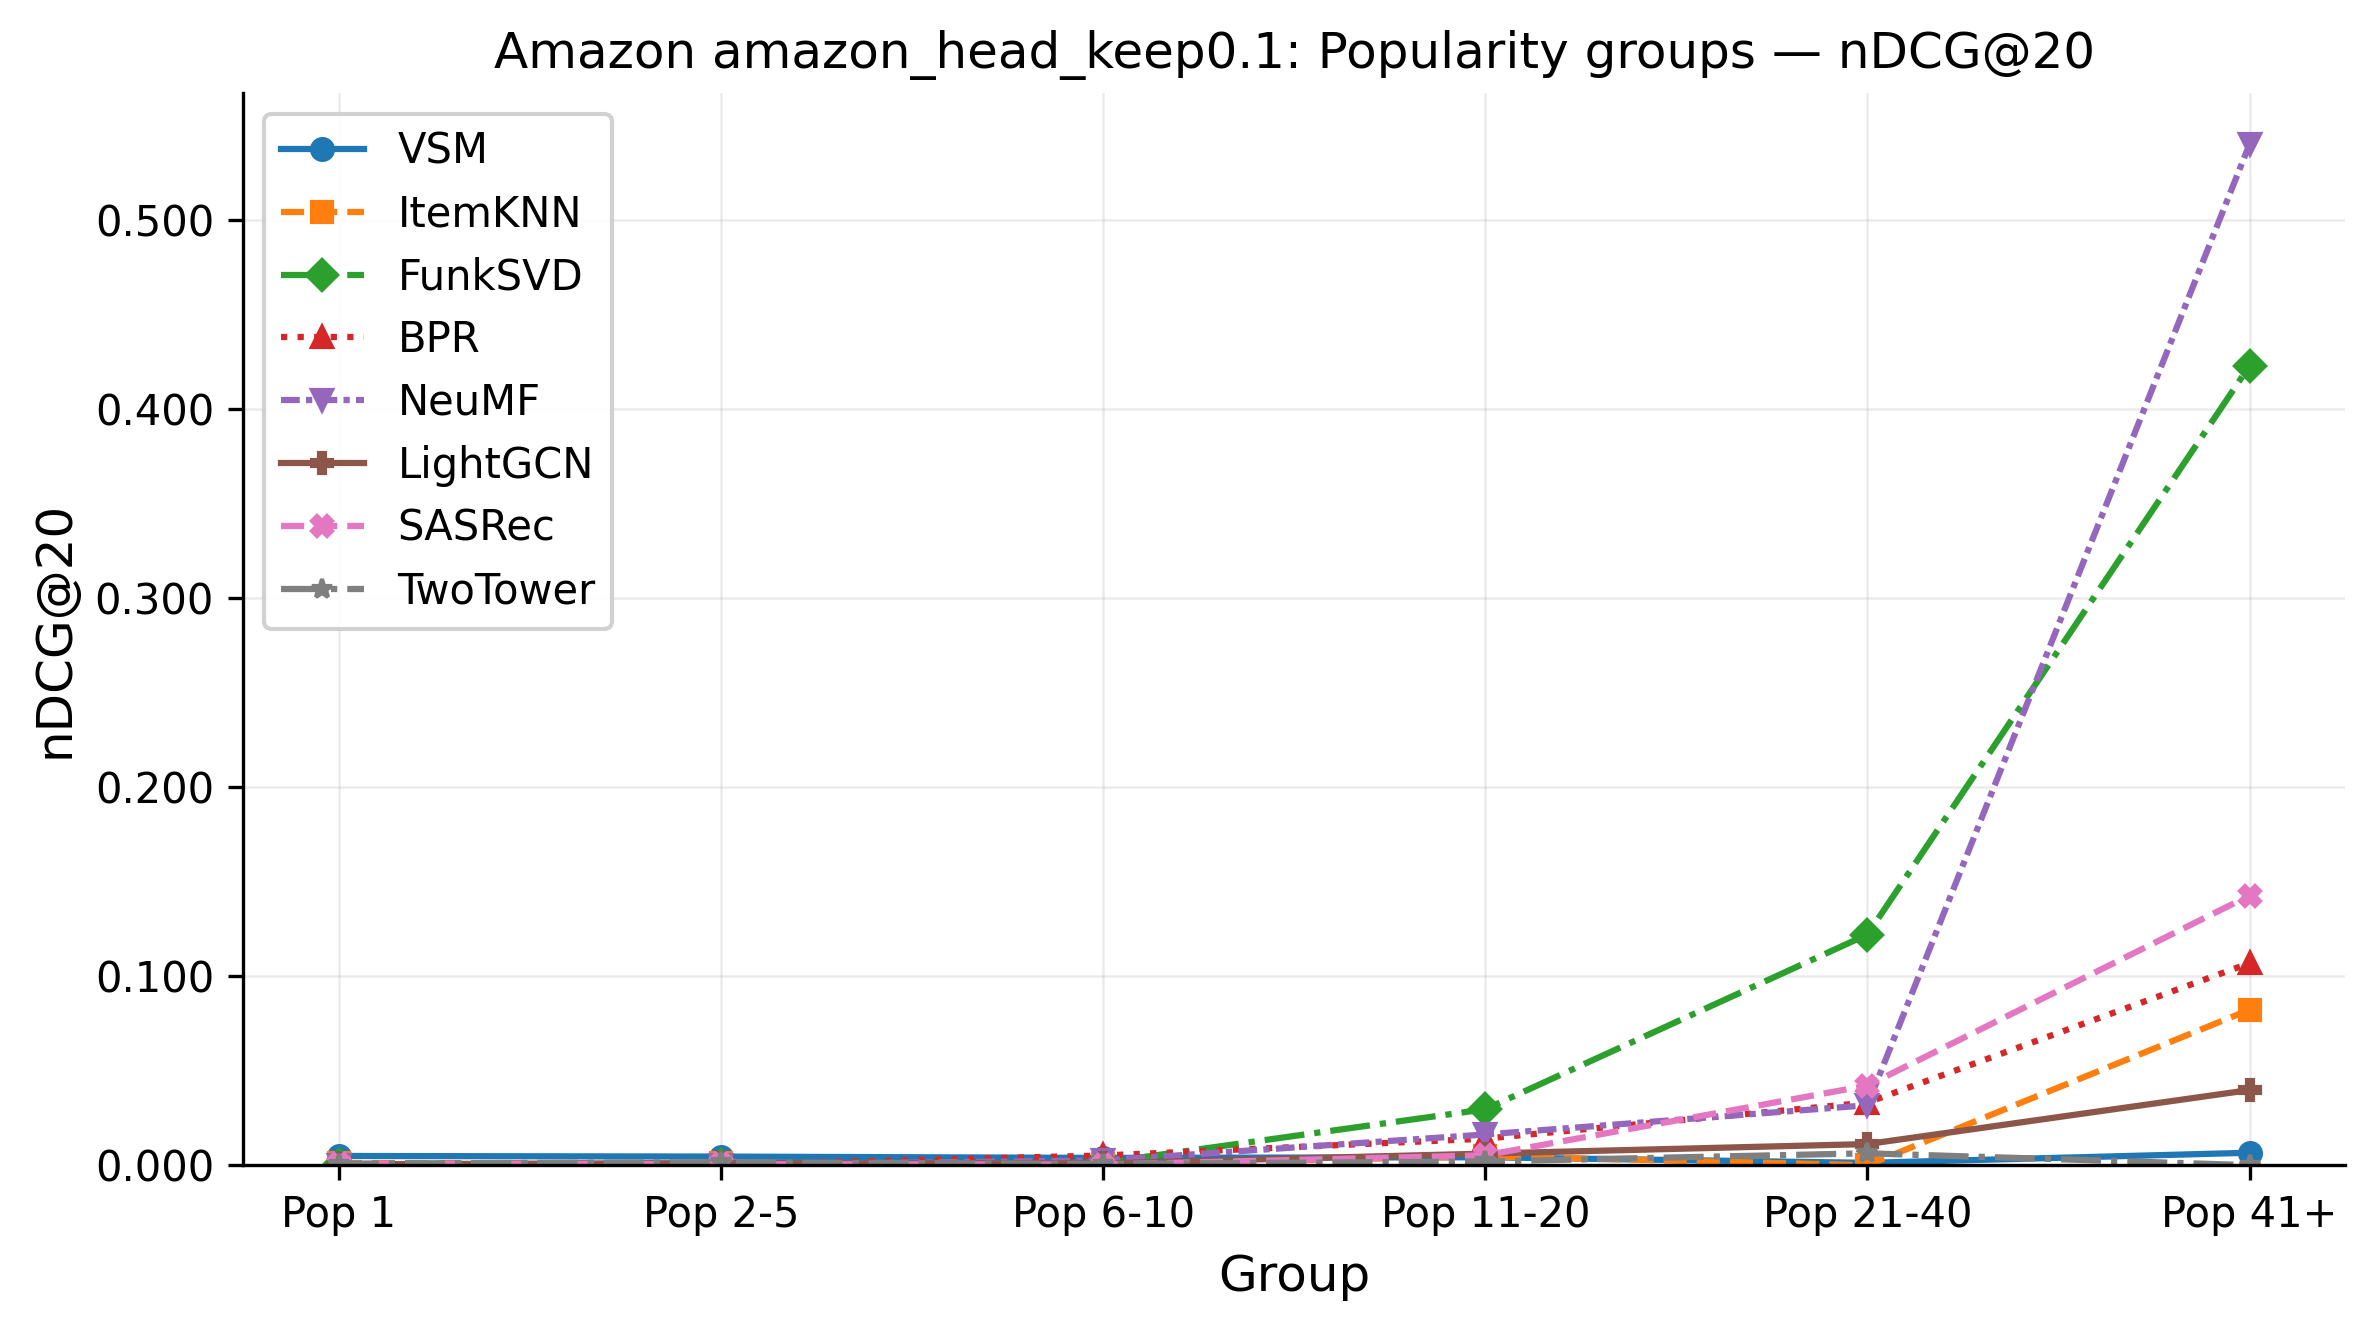 Amazon amazon_head_keep0.1: Popularity groups — nDCG@20
VSM
ItemKNN
FunkSVD
BPR
NeuMF
LightGCN
SASRec
TwoTower
nDCG@20
0.500
0.400
0.300
0.200
0.100
0.000
Pop 1
Pop 2-5
Pop 6-10
Pop 11-20
Pop 21-40
Pop 41+
Group